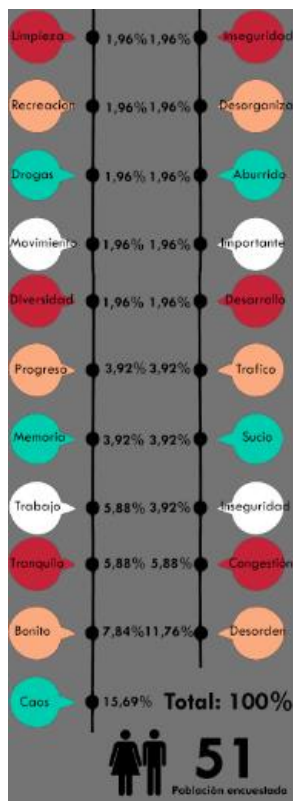 Limpieza 1,96% 1,96% Inseguridad
Recreacion 1,96% 1,96% Desorganiza
Drogas 1,96% 1,96% Aburrido
Movimiento 1,96% 1,96% Importante
Diversidad 1,96% 1,96% Desarrollo
Progreso 3,92% 3,92% Trafico
Memoria 3,92% 3,92% Sucio
Trabajo 5,88% 3,92% Inseguridad
Tranquilo 5,88% 5,88% Congestión
Bonito 7,84% 11,76% Desorden
Caos 15,69% Total: 100%
51
Población encuestada